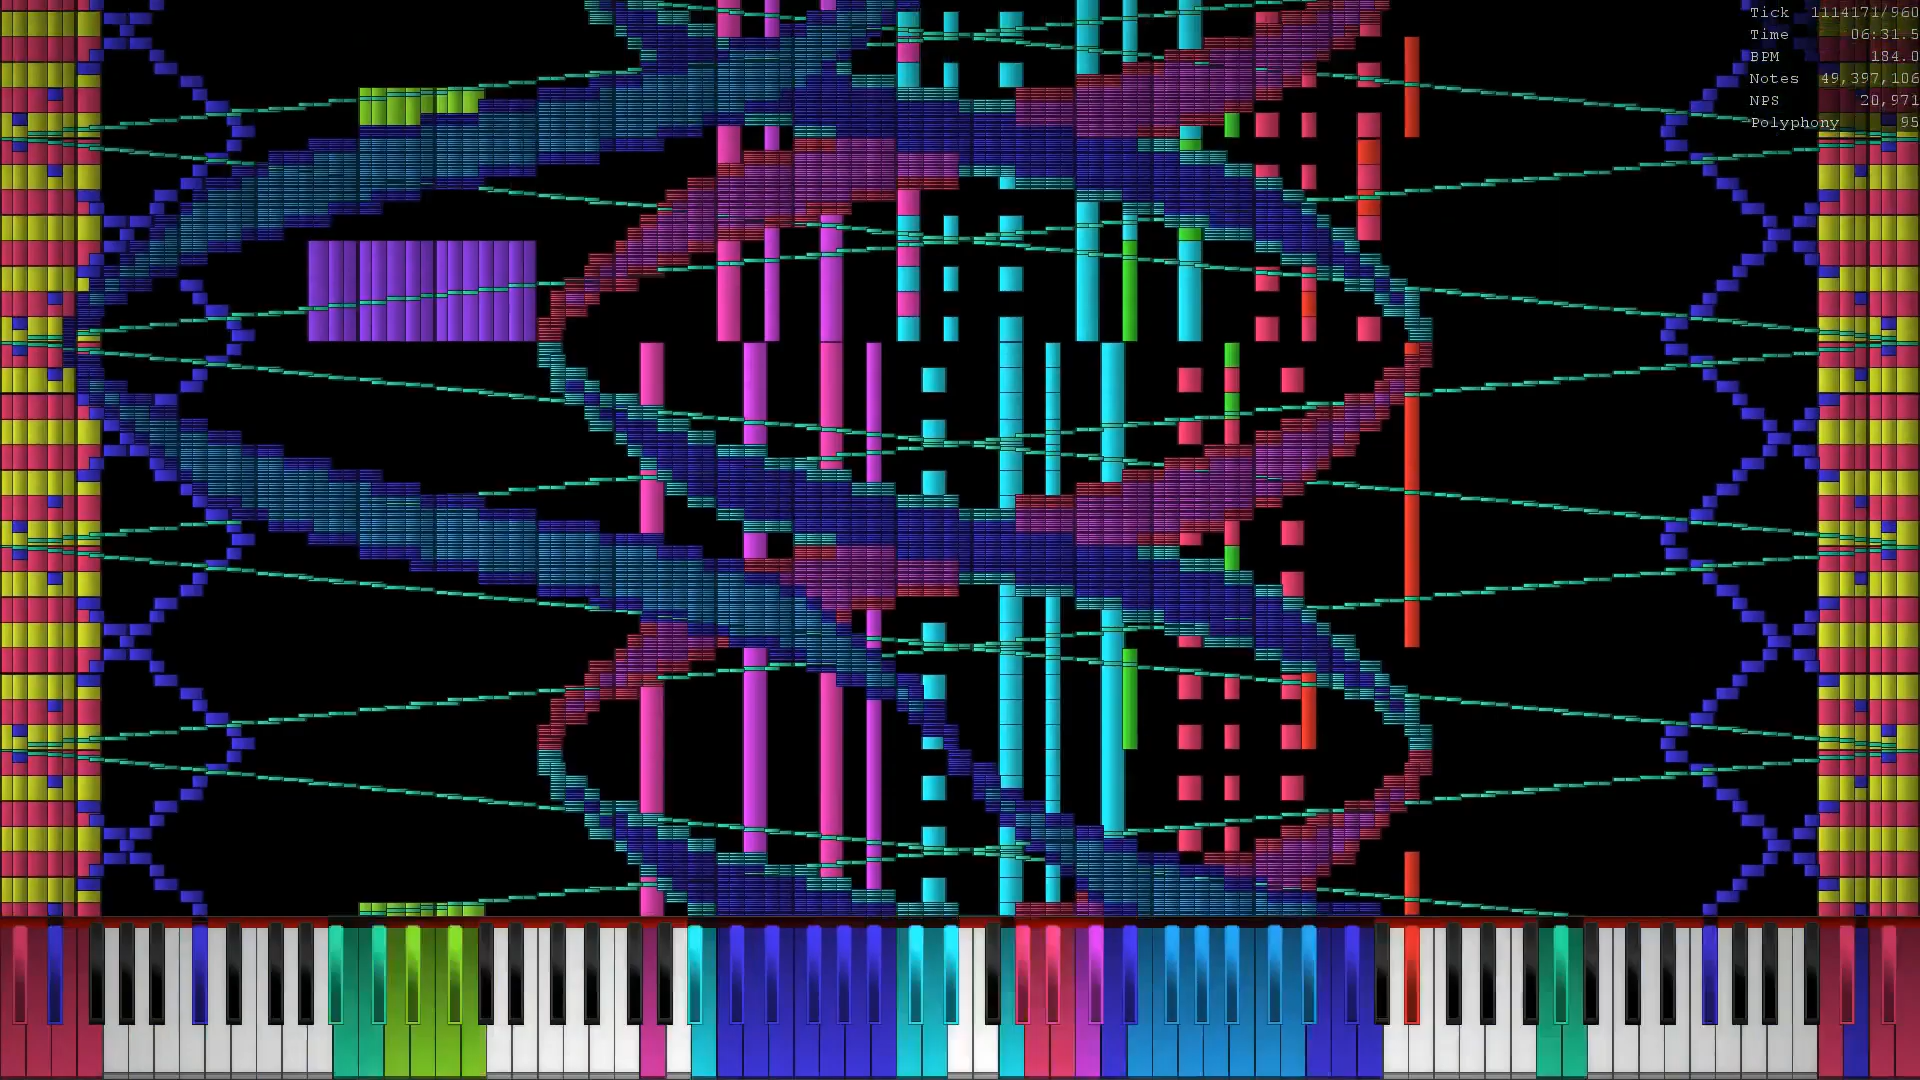 Tick 1114171/960
Time 06:31.5
BPM 184.0
Notes 49,397,106
NPS 20,971
Polyphony 95